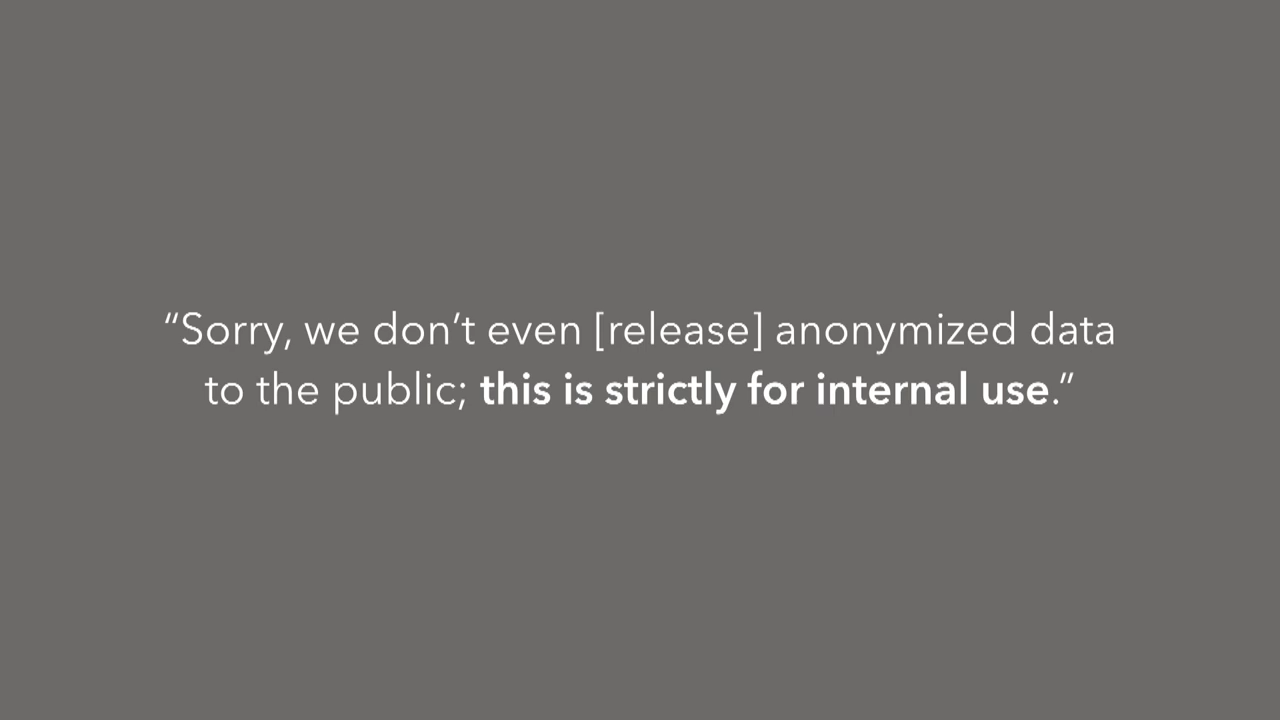 “Sorry, we don’t even [release] anonymized data
to the public; this is strictly for internal use.”